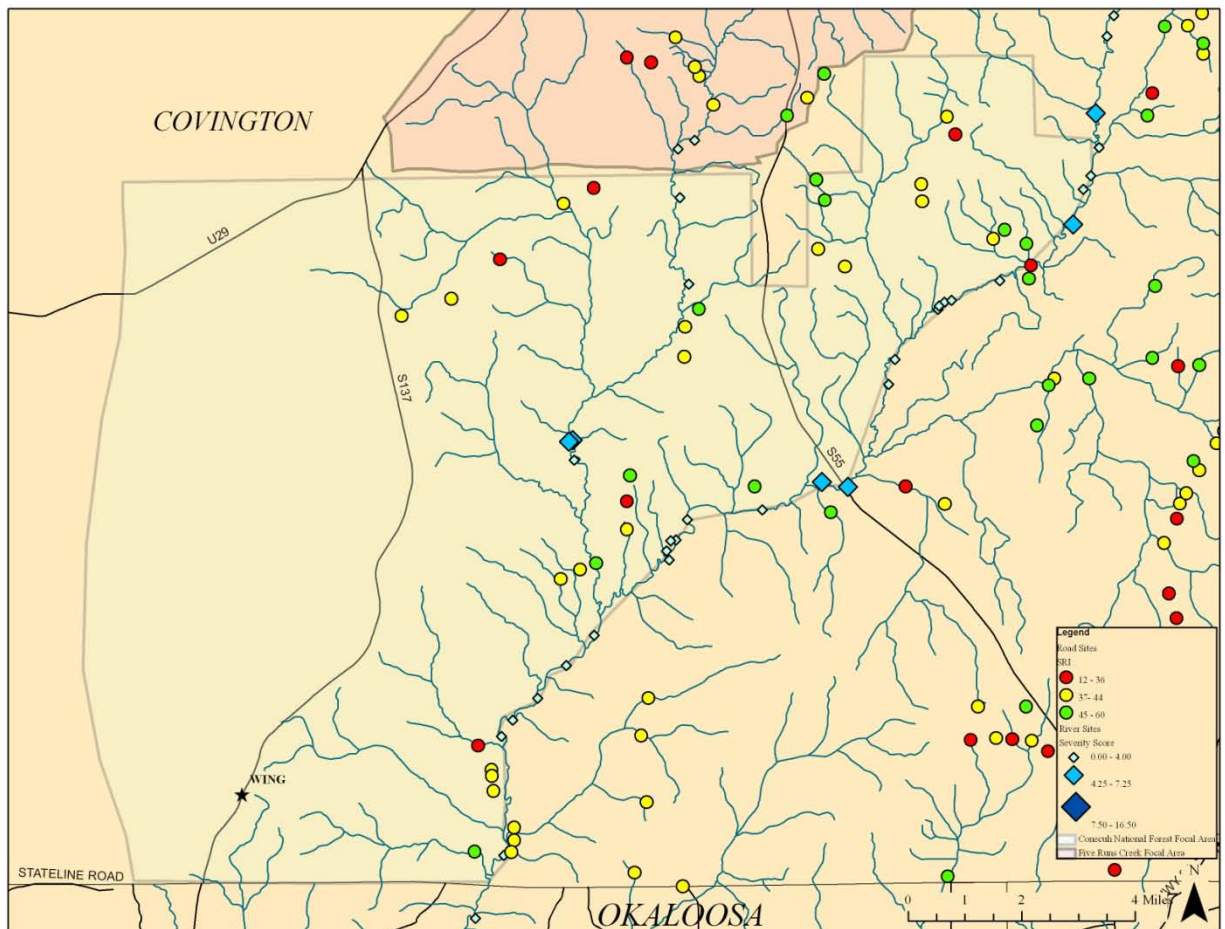 COVINGTON
U29
S137
S55
WING
STATELINE ROAD
OKALOOSA
Legend
Road Sites
SRI
12 - 36
37- 44
45 - 60
River Sites
Severity Score
0.00 - 4.00
4.25 - 7.25
7.50 - 16.50
Conecuh National Forest Focal Area
Five Runs Creek Focal Area
N
0 1 2 4 Miles